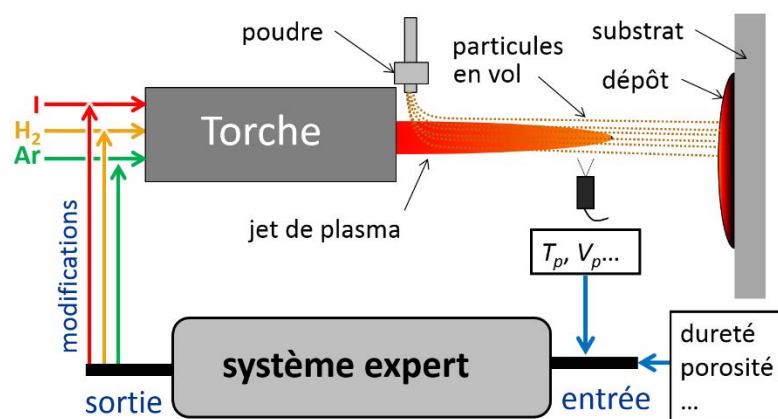 poudre
particules
en vol
substrat
dépôt
I
H₂
Ar
Torche
jet de plasma
modifications
Tₚ, Vₚ...
système expert
sortie
entrée
dureté
porosité
...